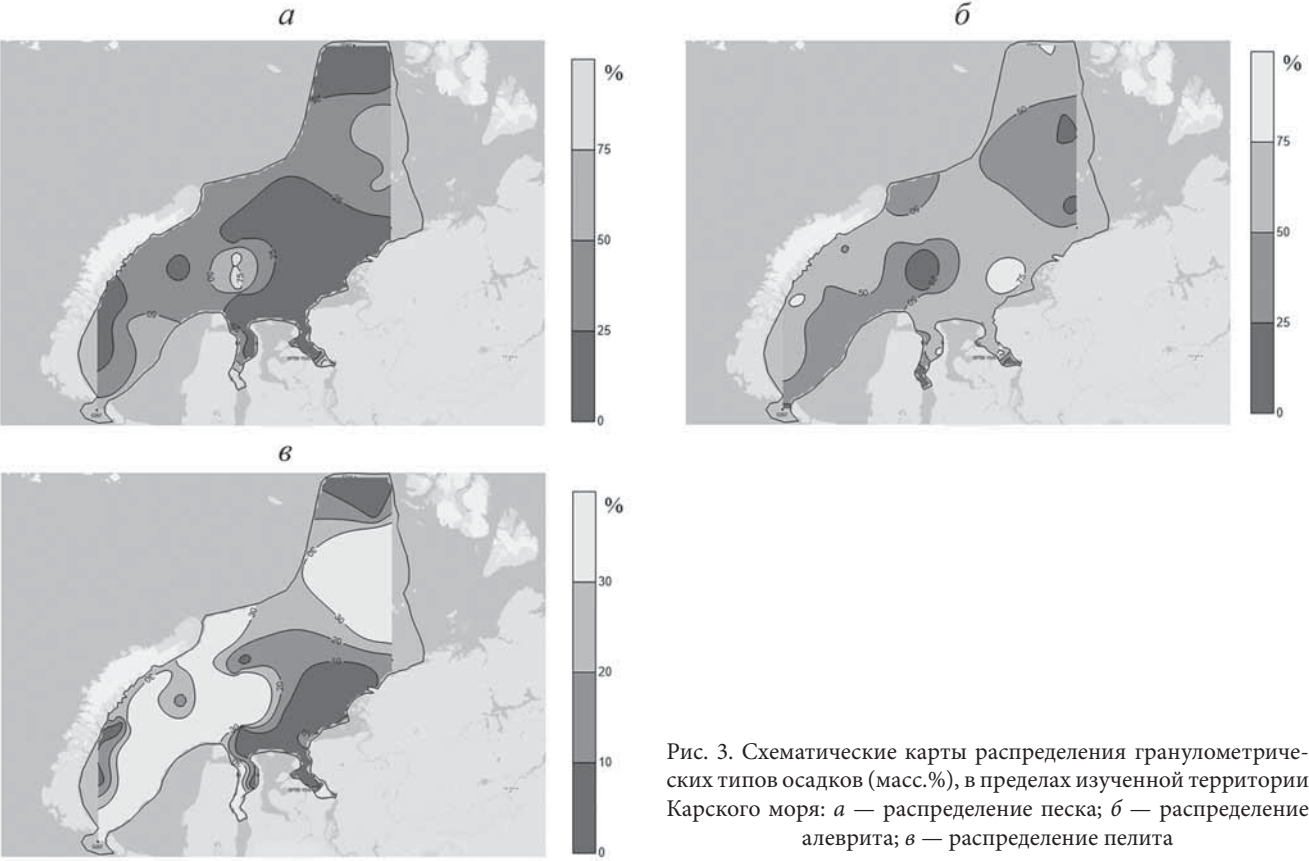 а
б
%
75
50
25
0
%
75
50
25
0
в
%
30
20
10
0
Рис. 3. Схематические карты распределения гранулометриче-
ских типов осадков (масс.%), в пределах изученной территории
Карского моря: а — распределение песка; б — распределение
алеврита; в — распределение пелита